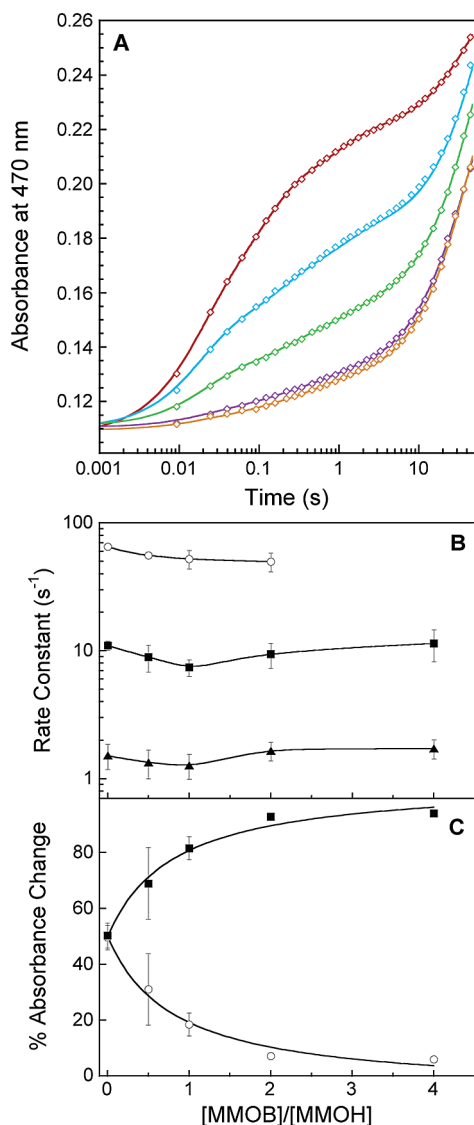 A
0.26
0.24
0.22
0.20
0.18
0.16
0.14
0.12
Absorbance at 470 nm
0.001 0.01 0.1 1 10
Time (s)
B
100
10
1
Rate Constant (s⁻¹)
C
80
60
40
20
0
% Absorbance Change
0 1 2 3 4
[MMOB]/[MMOH]